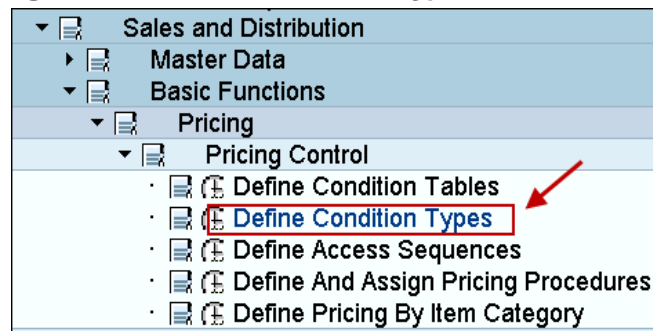 Sales and Distribution
Master Data
Basic Functions
Pricing
Pricing Control
Define Condition Tables
Define Condition Types
Define Access Sequences
Define And Assign Pricing Procedures
Define Pricing By Item Category